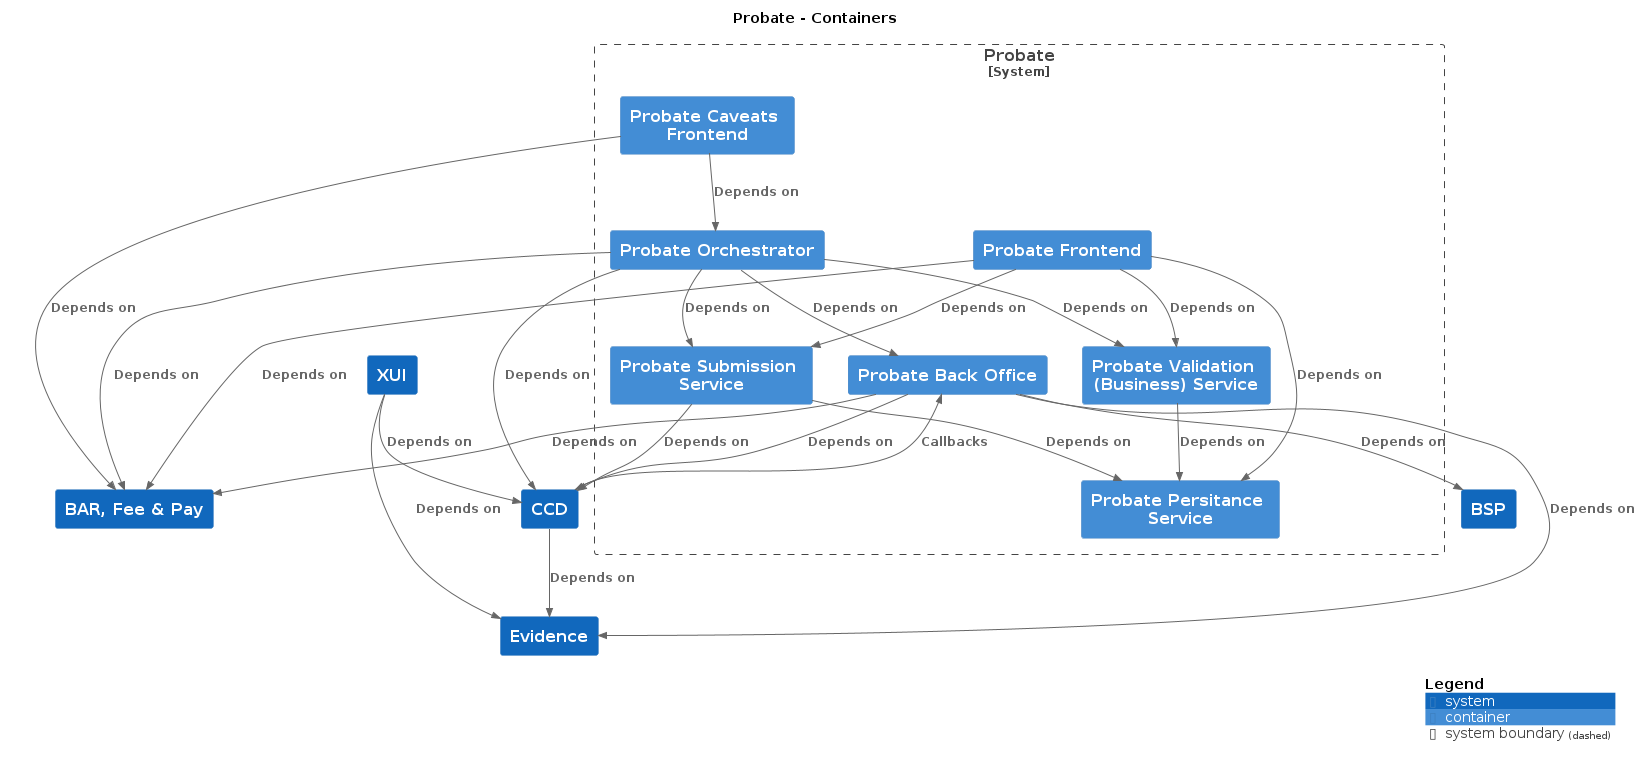 Probate - Containers
Probate
[System]
Probate Caveats
Frontend
Depends on
Probate Orchestrator
Probate Frontend
Depends on
Depends on
Depends on
Depends on
Depends on
Depends on
XUI
Probate Submission
Service
Probate Back Office
Probate Validation
(Business) Service
Depends on
Depends on
Depends on
Depends on
Depends on
Depends on
Depends on
Depends on
Callbacks
Depends on
Depends on
Depends on
BAR, Fee & Pay
Depends on
CCD
Probate Persitance
Service
BSP
Depends on
Depends on
Evidence
Legend
system
container
system boundary (dashed)